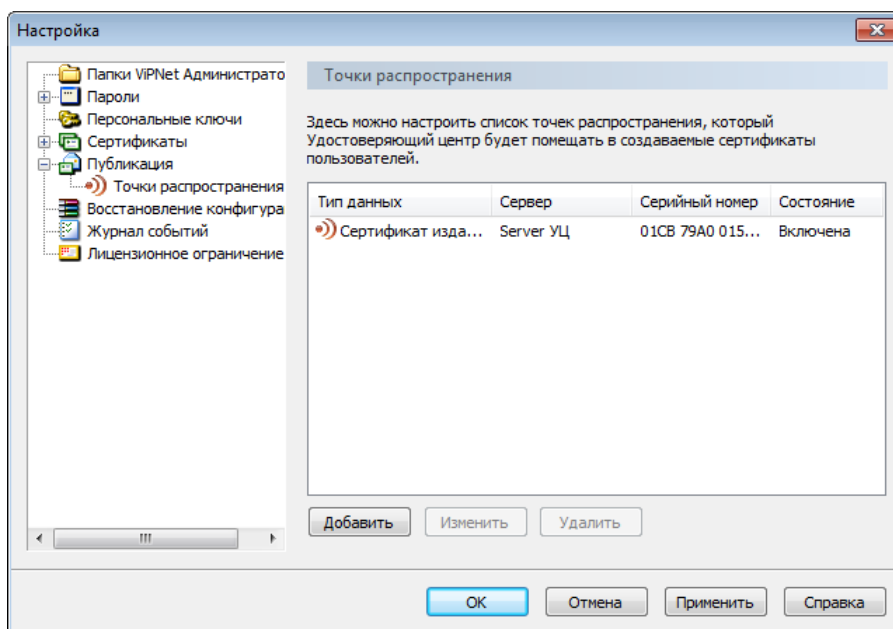 Настройка
Папки ViPNet Администрато
Пароли
Персональные ключи
Сертификаты
Публикация
Точки распространения
Восстановление конфигура
Журнал событий
Лицензионное ограничение
Точки распространения
Здесь можно настроить список точек распространения, который
Удостоверяющий центр будет помещать в создаваемые сертификаты
пользователей.
Тип данных Сервер Серийный номер Состояние
Сертификат изда... Server УЦ 01CB 79A0 015... Включена
Добавить Изменить Удалить
OK Отмена Применить Справка